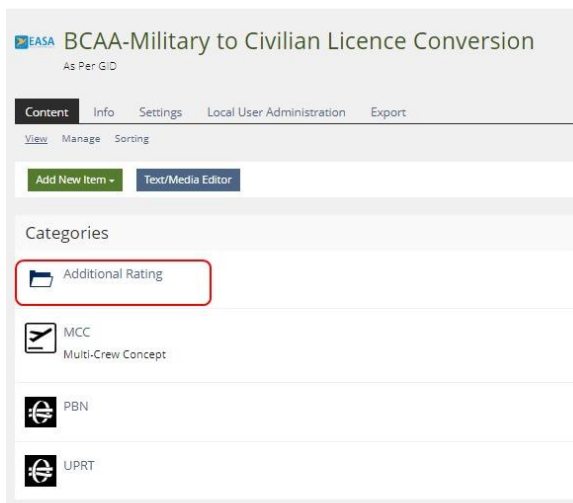 EASA BCAA-Military to Civilian Licence Conversion
As Per GID
Content Info Settings Local User Administration Export
View Manage Sorting
Add New Item Text/Media Editor
Categories
Additional Rating
MCC
Multi-Crew Concept
PBN
UPRT